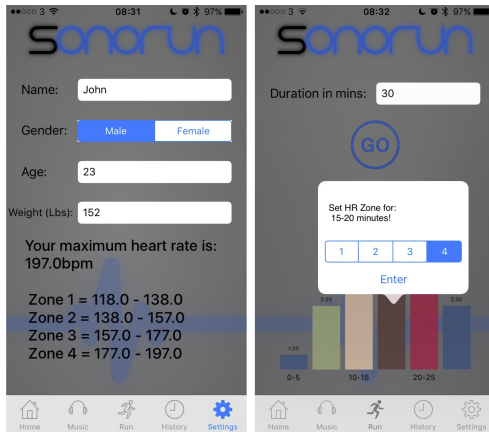 3 08:31 97%
Sonorun
Name: John
Gender: Male Female
Age: 23
Weight (Lbs): 152
Your maximum heart rate is:
197.0bpm
Zone 1 = 118.0 - 138.0
Zone 2 = 138.0 - 157.0
Zone 3 = 157.0 - 177.0
Zone 4 = 177.0 - 197.0
Home Music Run History Settings
3 08:32 97%
Sonorun
Duration in mins: 30
GO
Set HR Zone for:
15-20 minutes!
1 2 3 4
Enter
2.00 2.00
1.00
0-5 10-15 20-25
Home Music Run History Settings